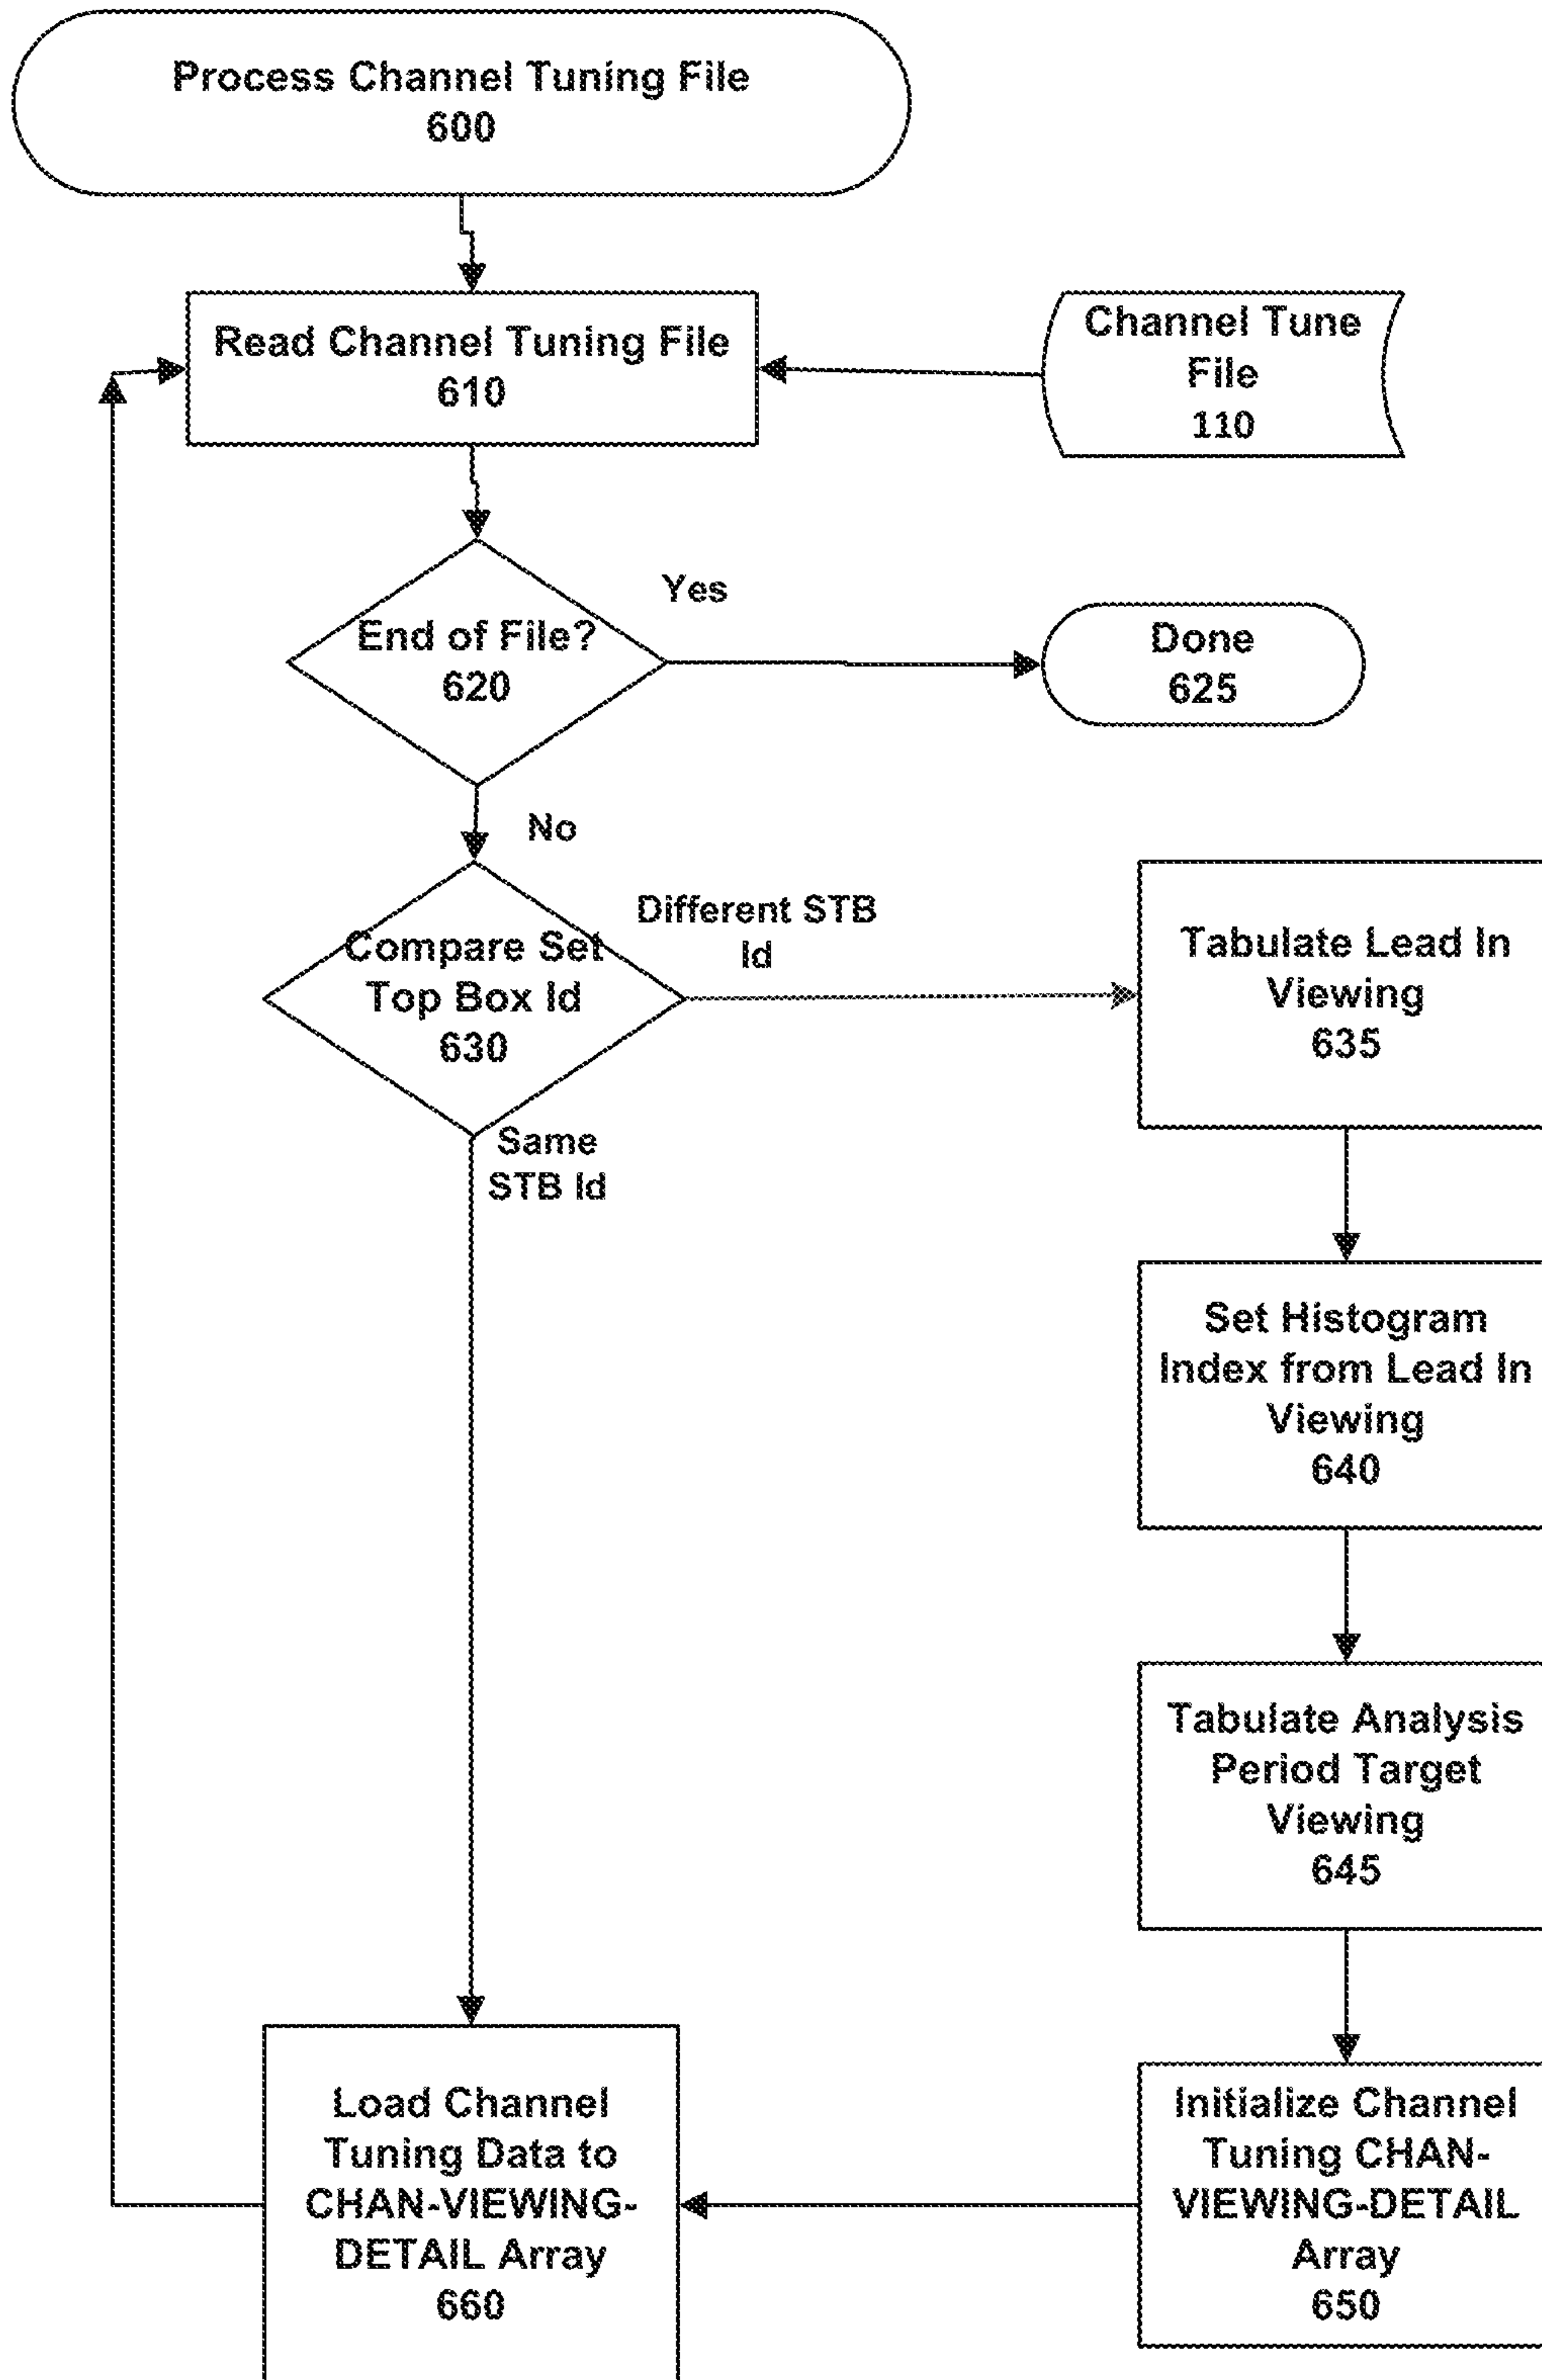 Process Channel Tuning File
600
Read Channel Tuning File
610
Channel Tune
File
110
End of File?
620
Yes
Done
625
No
Compare Set
Top Box Id
630
Different STB
Id
Same
STB Id
Tabulate Lead In
Viewing
635
Set Histogram
Index from Lead In
Viewing
640
Tabulate Analysis
Period Target
Viewing
645
Initialize Channel
Tuning CHAN-
VIEWING-DETAIL
Array
650
Load Channel
Tuning Data to
CHAN-VIEWING-
DETAIL Array
660